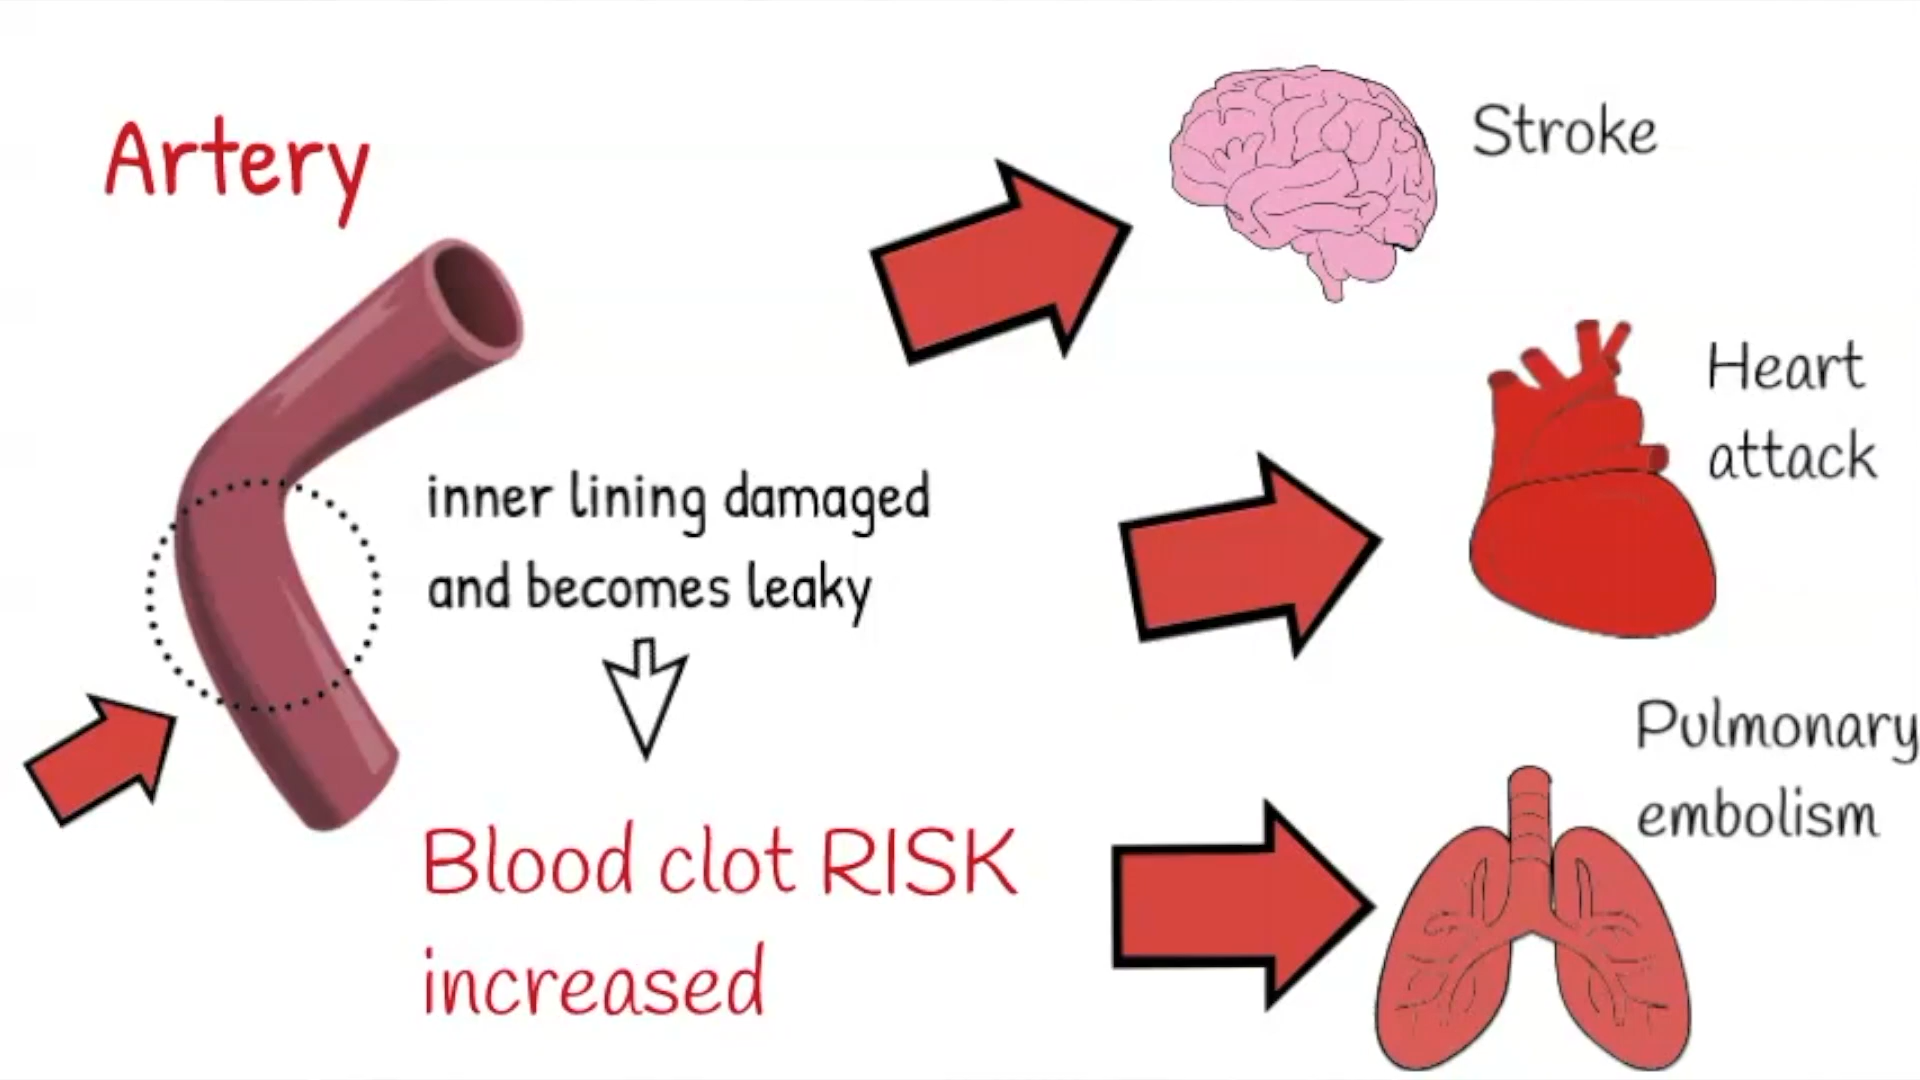 Artery
inner lining damaged
and becomes leaky
Blood clot RISK
increased
Stroke
Heart
attack
Pulmonary
embolism